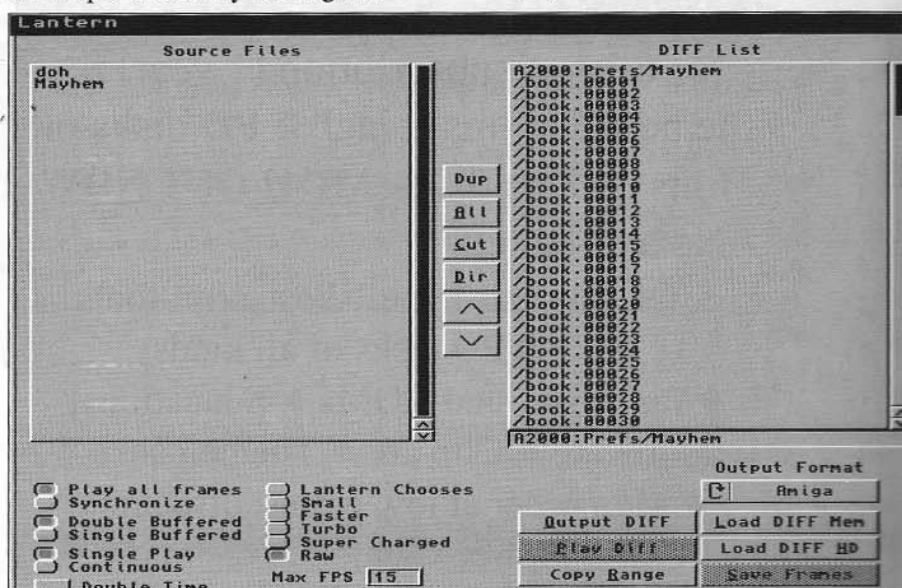 Lantern
Source Files
doh
Mayhem
Dup
All
Cut
Dir
DIFF List
A2000:Prefs/Mayhem
/book.00001
/book.00002
/book.00003
/book.00004
/book.00005
/book.00006
/book.00007
/book.00008
/book.00009
/book.00010
/book.00011
/book.00012
/book.00013
/book.00014
/book.00015
/book.00016
/book.00017
/book.00018
/book.00019
/book.00020
/book.00021
/book.00022
/book.00023
/book.00024
/book.00025
/book.00026
/book.00027
/book.00028
/book.00029
/book.00030
A2000:Prefs/Mayhem
Play all frames
Synchronize
Double Buffered
Single Buffered
Single Play
Continuous
Double Time
Lantern Chooses
Small
Faster
Turbo
Super Charged
Raw
Max FPS 15
Output Format
Amiga
Output DIFF
Load DIFF Mem
Play Diff
Load DIFF HD
Copy Range
Save Frames